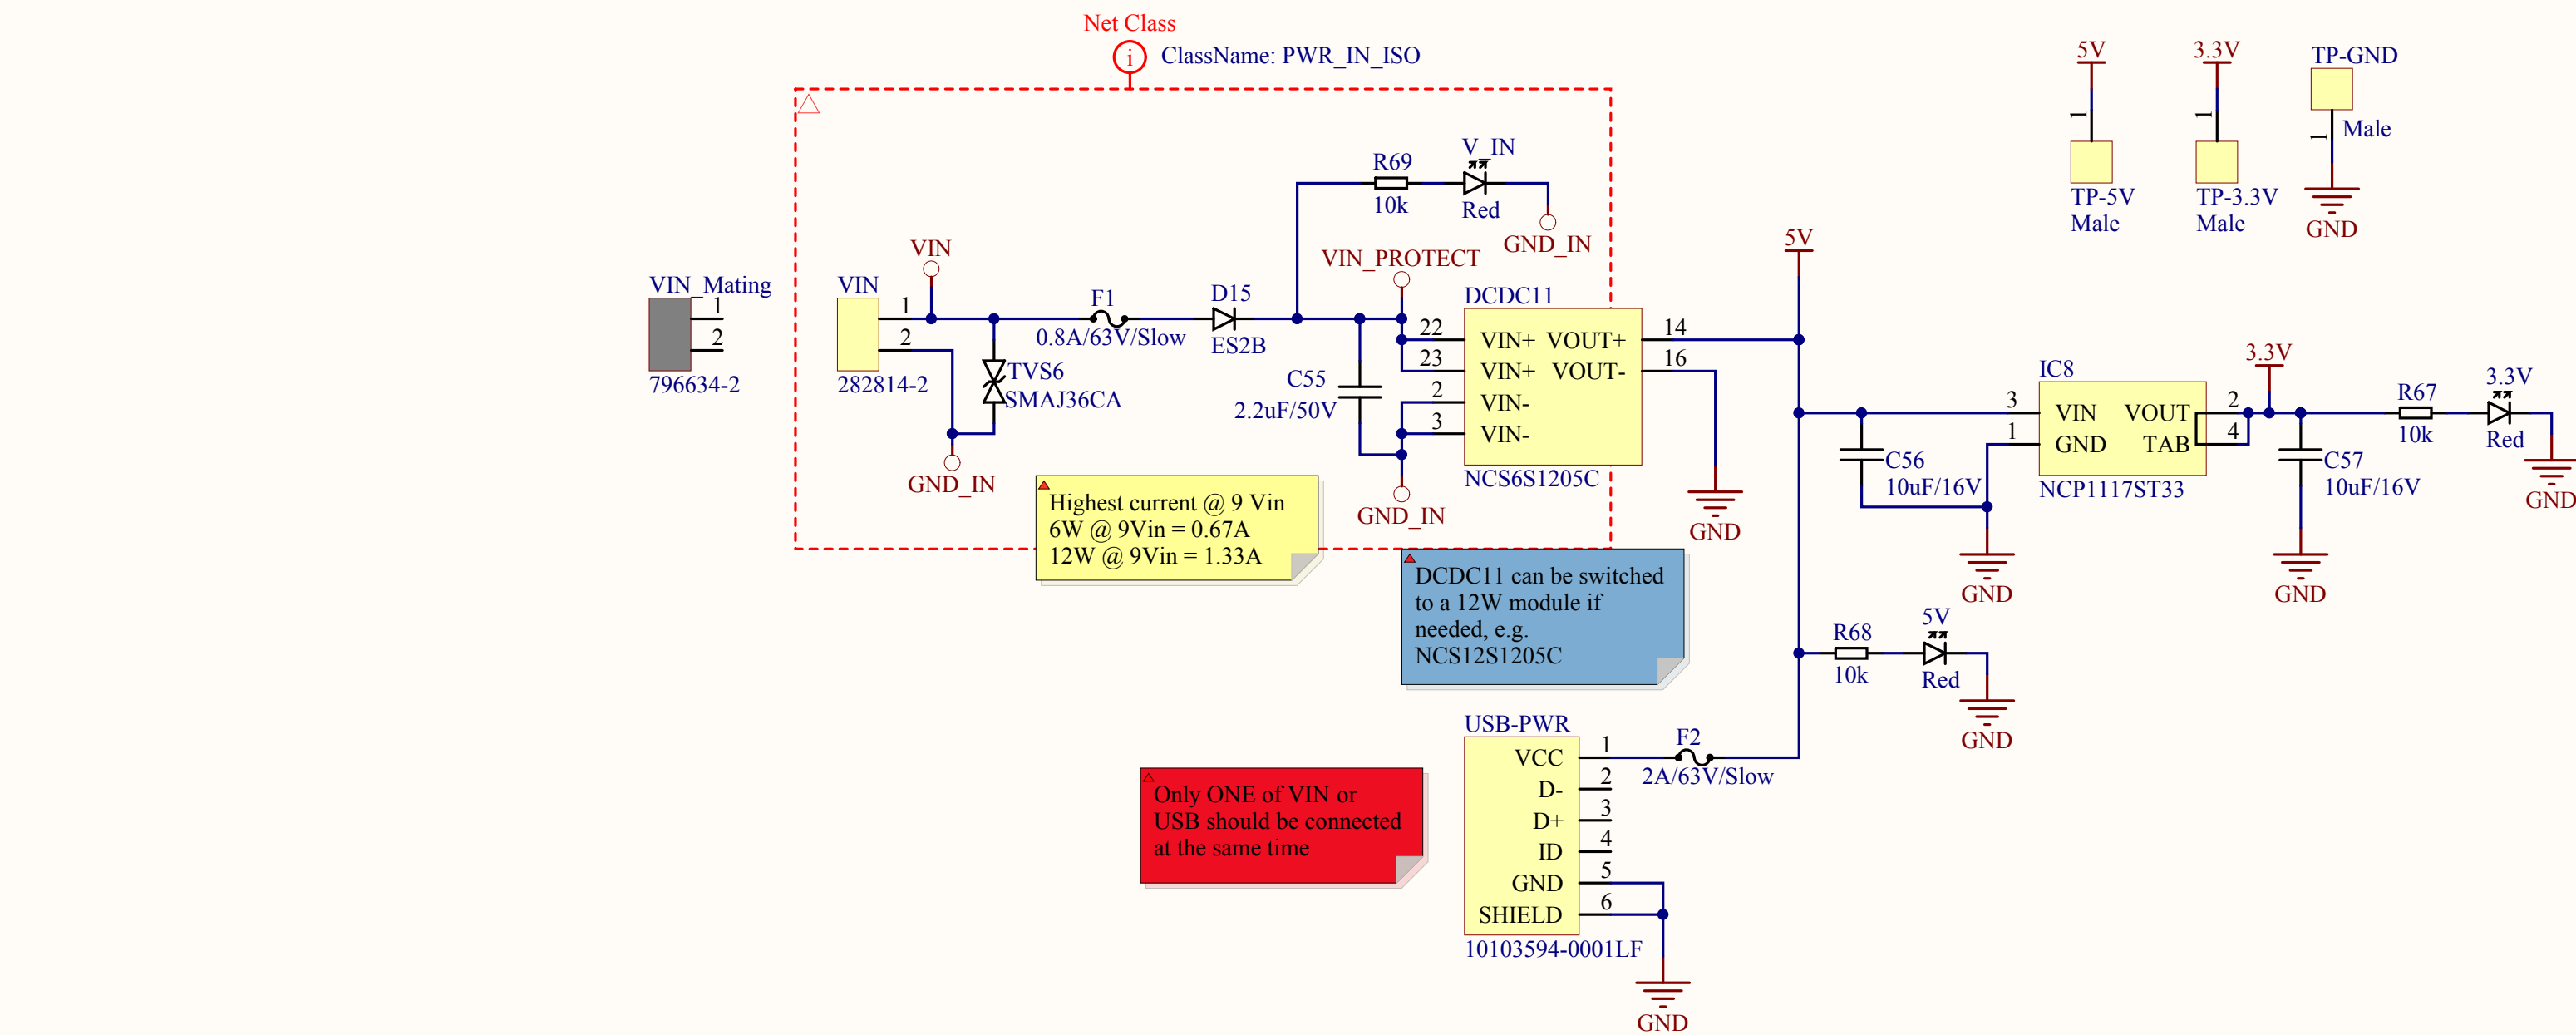 Net Class
ClassName: PWR_IN_ISO
5V
1
TP-5V
Male
3.3V
1
TP-3.3V
Male
TP-GND
1
Male
GND
VIN_Mating
1
2
796634-2
VIN
1
2
282814-2
VIN
GND_IN
TVS6
SMAJ36CA
F1
0.8A/63V/Slow
D15
ES2B
R69
10k
V_IN
Red
GND_IN
VIN_PROTECT
C55
2.2uF/50V
GND_IN
DCDC11
22 VIN+ VOUT+ 14
23 VIN+ VOUT- 16
2 VIN-
3 VIN-
NCS6S1205C
GND
5V
Highest current @ 9 Vin
6W @ 9Vin = 0.67A
12W @ 9Vin = 1.33A
DCDC11 can be switched
to a 12W module if
needed, e.g.
NCS12S1205C
C56
10uF/16V
GND
IC8
3 VIN VOUT 2
1 GND TAB 4
NCP1117ST33
3.3V
C57
10uF/16V
GND
R67
10k
3.3V
Red
GND
R68
10k
5V
Red
GND
Only ONE of VIN or
USB should be connected
at the same time
USB-PWR
VCC 1
D- 2
D+ 3
ID 4
GND 5
SHIELD 6
10103594-0001LF
F2
2A/63V/Slow
GND